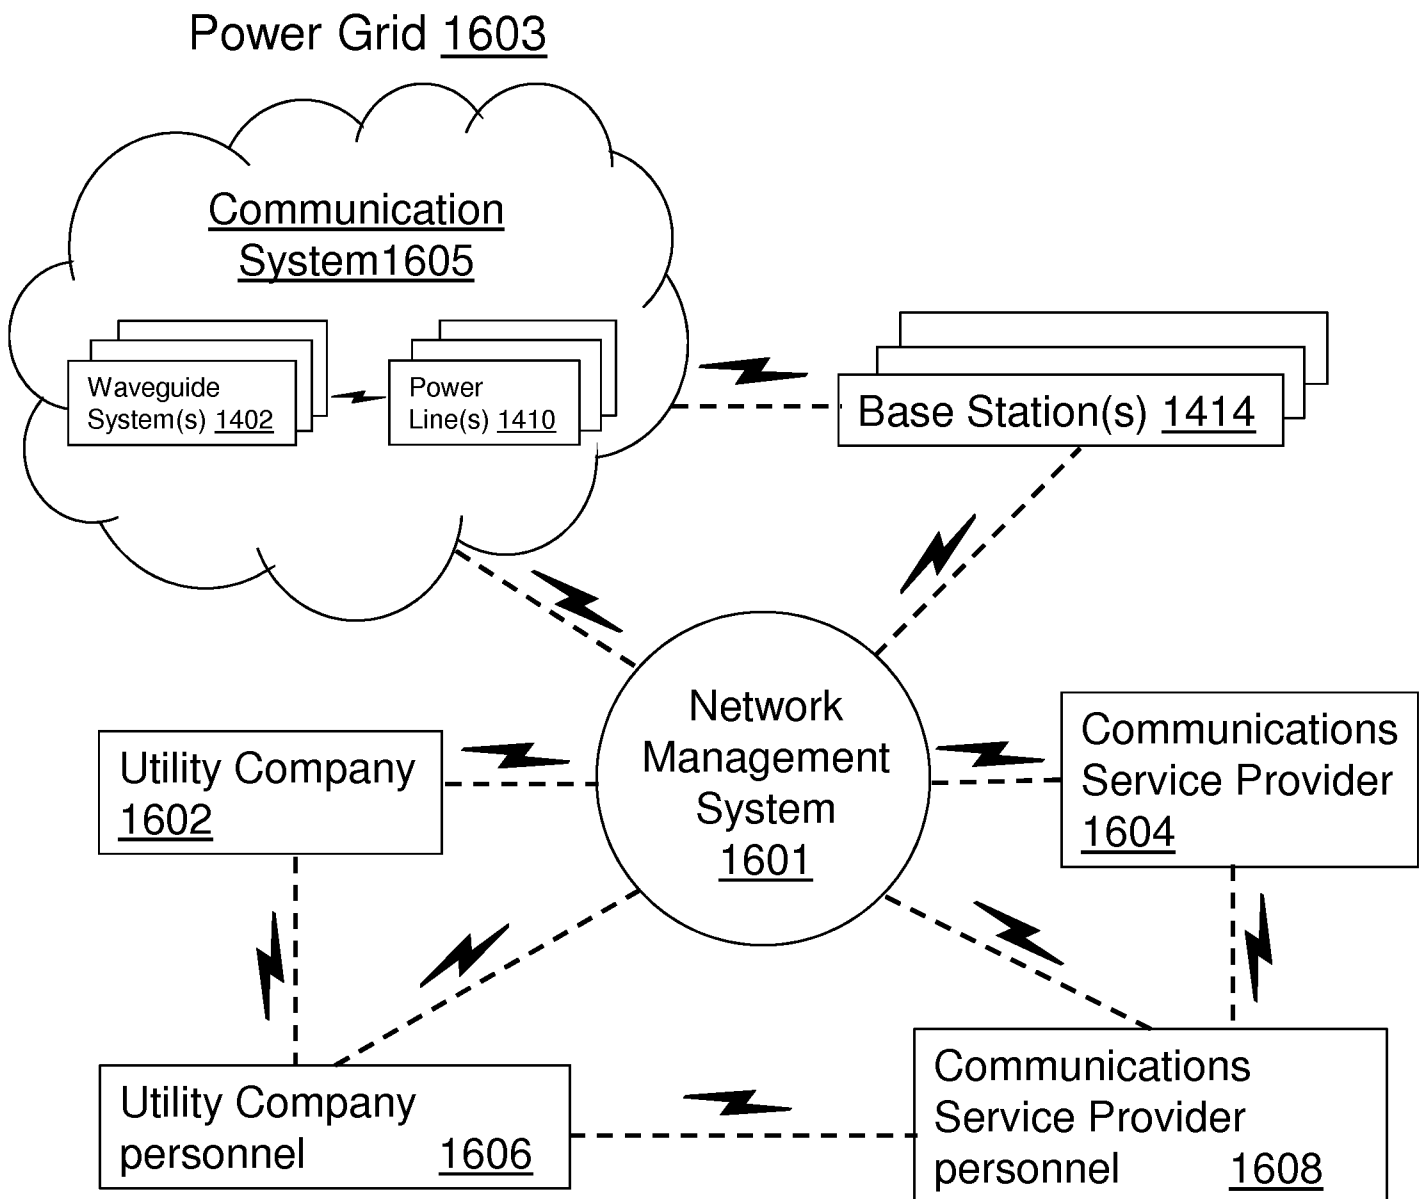 Power Grid 1603
Communication
System1605
Waveguide
System(s) 1402
Power
Line(s) 1410
Base Station(s) 1414
Network
Management
System
1601
Utility Company
1602
Communications
Service Provider
1604
Utility Company
personnel 1606
Communications
Service Provider
personnel 1608